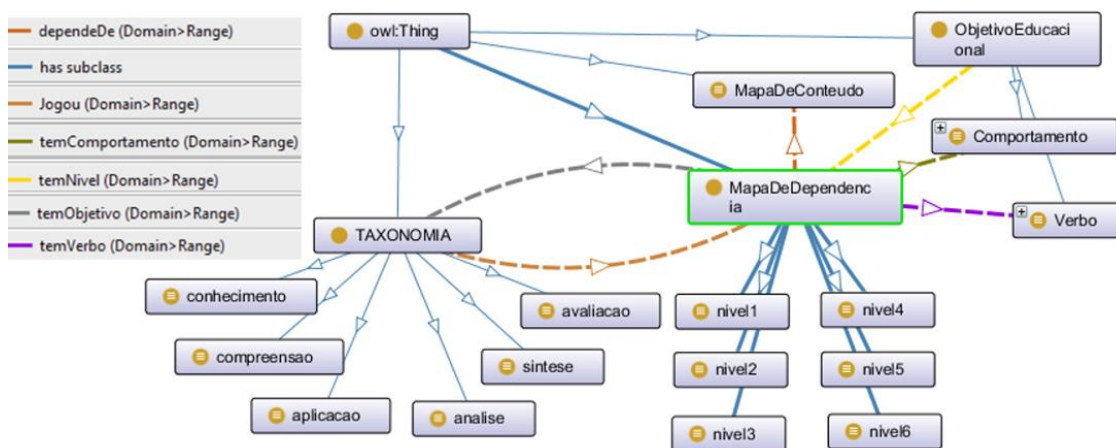 dependeDe (Domain>Range)
has subclass
Jogou (Domain>Range)
temComportamento (Domain>Range)
temNivel (Domain>Range)
temObjetivo (Domain>Range)
temVerbo (Domain>Range)
owl:Thing
ObjetivoEducac
ional
MapaDeConteudo
Comportamento
MapaDeDependenc
ia
Verbo
TAXONOMIA
conhecimento
avaliacao
nivel1
nivel4
compreensao
sintese
nivel2
nivel5
aplicacao
analise
nivel3
nivel6